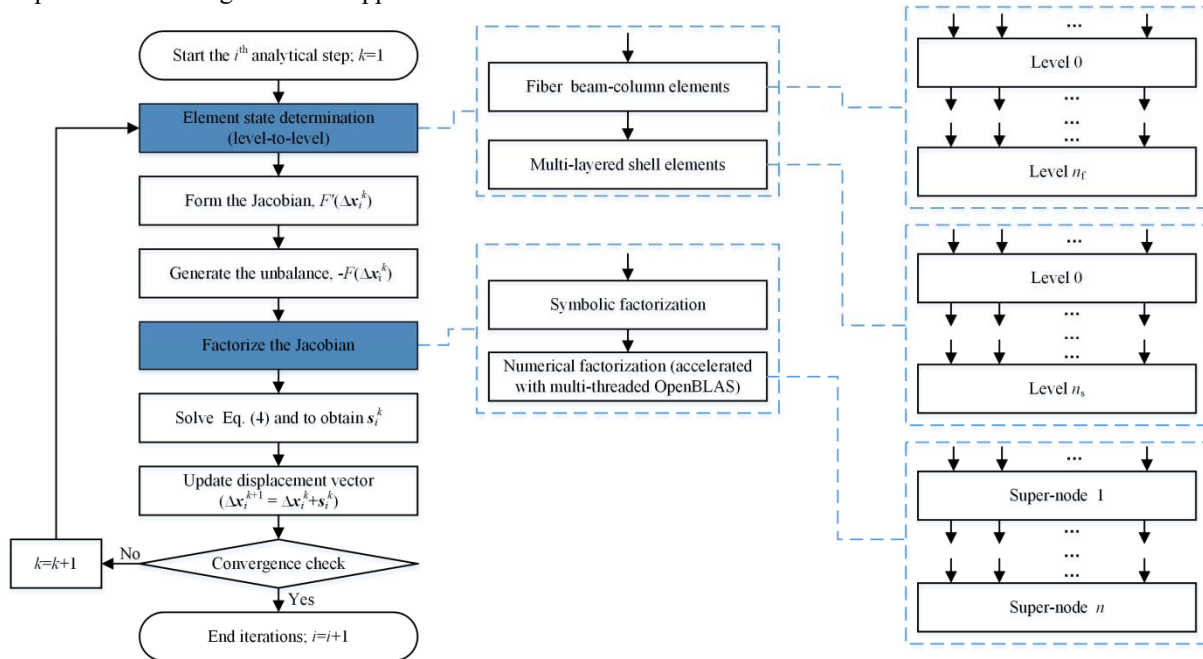 Start the iᵗʰ analytical step; k=1
Element state determination
(level-to-level)
Form the Jacobian, F'(Δxᵢᵏ)
Generate the unbalance, -F(Δxᵢᵏ)
Factorize the Jacobian
Solve Eq. (4) and to obtain sᵢᵏ
Update displacement vector
(Δxᵢᵏ⁺¹ = Δxᵢᵏ+sᵢᵏ)
Convergence check
No
k=k+1
Yes
End iterations; i=i+1
Fiber beam-column elements
Multi-layered shell elements
Symbolic factorization
Numerical factorization (accelerated
with multi-threaded OpenBLAS)
...
Level 0
...
...
...
Level n_f
...
Level 0
...
...
...
Level nₛ
...
Super-node 1
...
...
...
Super-node n